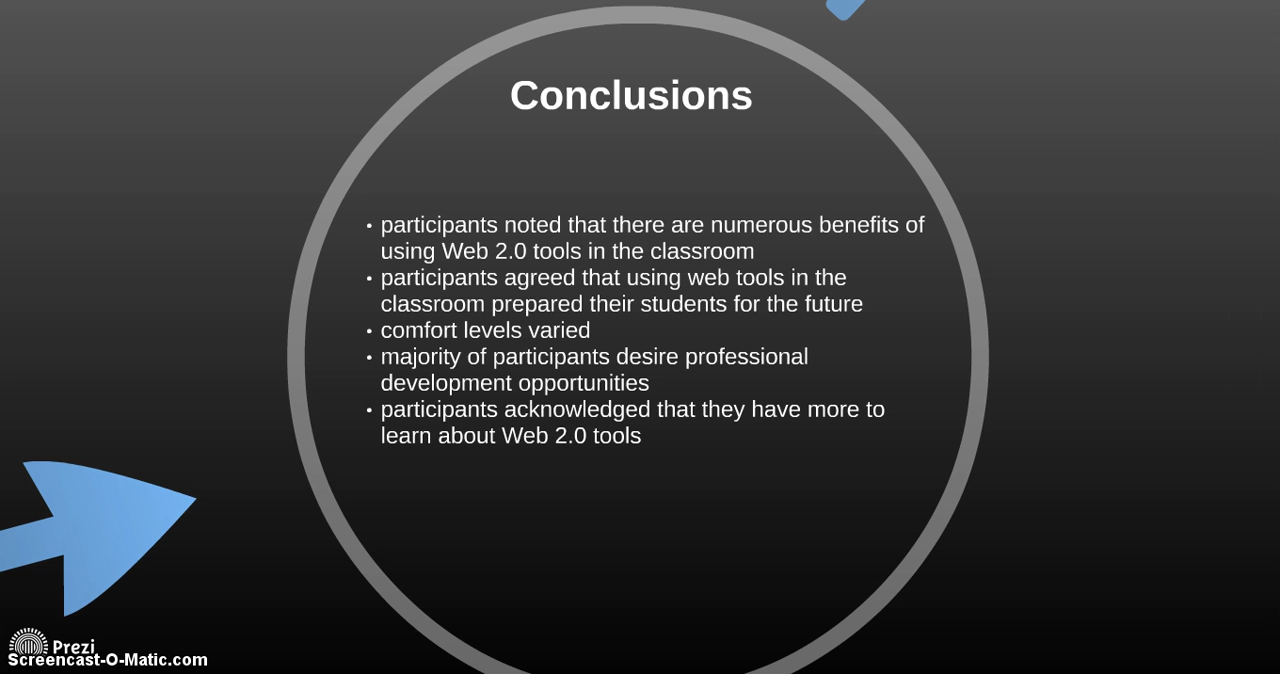 Conclusions
• participants noted that there are numerous benefits of
using Web 2.0 tools in the classroom
• participants agreed that using web tools in the
classroom prepared their students for the future
• comfort levels varied
• majority of participants desire professional
development opportunities
• participants acknowledged that they have more to
learn about Web 2.0 tools
Prezi
Screencast-O-Matic.com